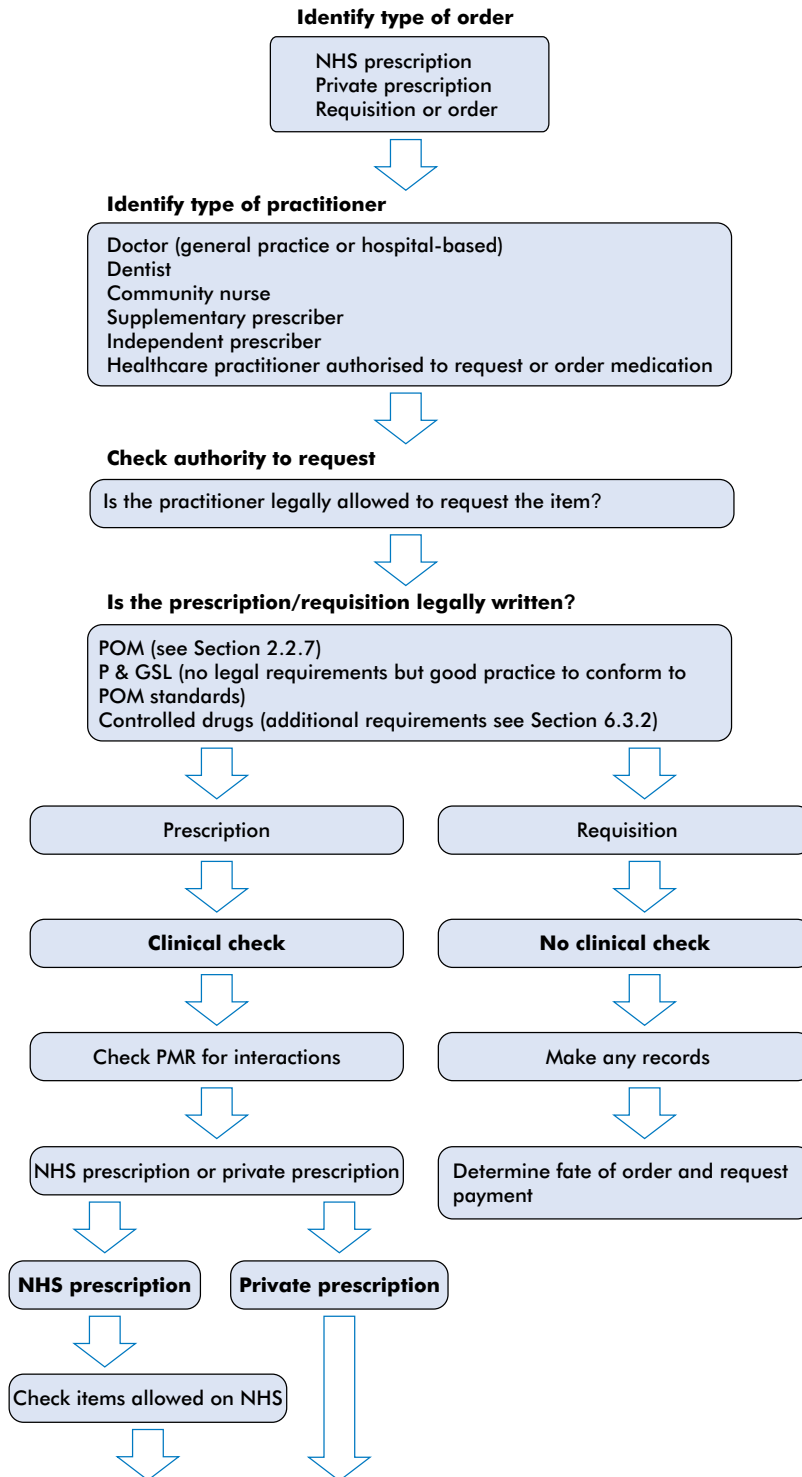 Identify type of order
NHS prescription
Private prescription
Requisition or order
Identify type of practitioner
Doctor (general practice or hospital-based)
Dentist
Community nurse
Supplementary prescriber
Independent prescriber
Healthcare practitioner authorised to request or order medication
Check authority to request
Is the practitioner legally allowed to request the item?
Is the prescription/requisition legally written?
POM (see Section 2.2.7)
P & GSL (no legal requirements but good practice to conform to
POM standards)
Controlled drugs (additional requirements see Section 6.3.2)
Prescription
Clinical check
Check PMR for interactions
NHS prescription or private prescription
Requisition
No clinical check
Make any records
Determine fate of order and request
payment
NHS prescription
Private prescription
Check items allowed on NHS